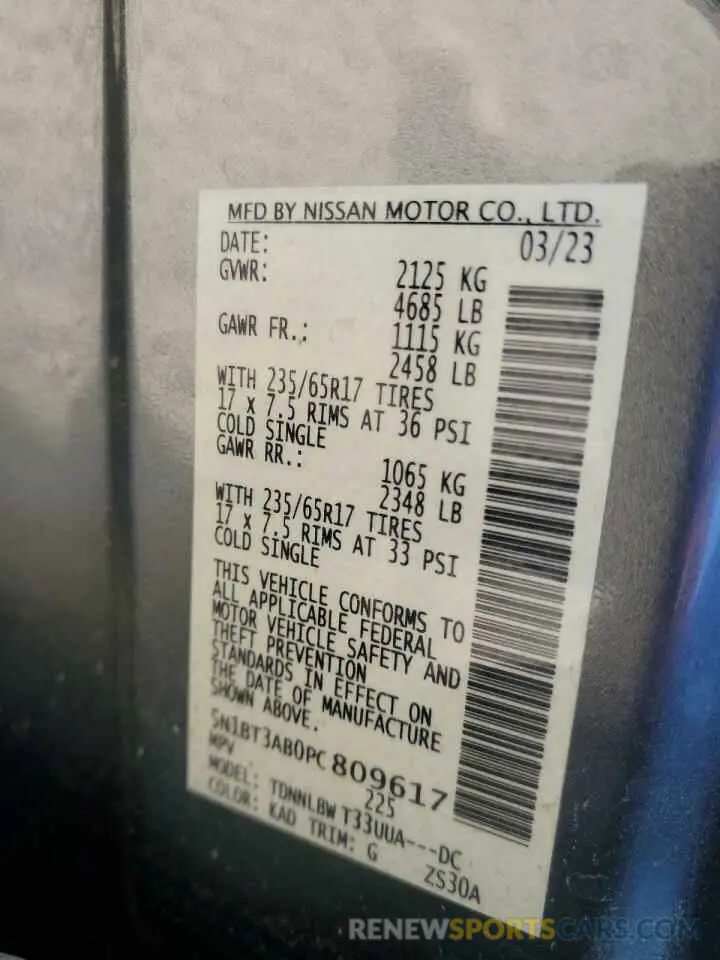 MFD BY NISSAN MOTOR CO., LTD.
DATE: 03/23
GVWR: 2125 KG
4685 LB
GAWR FR.: 1115 KG
2458 LB
WITH 235/65R17 TIRES
17 x 7.5 RIMS AT 36 PSI
COLD SINGLE
GAWR RR.: 1065 KG
2348 LB
WITH 235/65R17 TIRES
17 x 7.5 RIMS AT 33 PSI
COLD SINGLE
THIS VEHICLE CONFORMS TO
ALL APPLICABLE FEDERAL
MOTOR VEHICLE SAFETY AND
THEFT PREVENTION
STANDARDS IN EFFECT ON
THE DATE OF MANUFACTURE
SHOWN ABOVE.
5N1BT3AB0PC 809617
MPV 225
MODEL: TDNNLBW T33UUA---DC
COLOR: KAD TRIM: G ZS30A
RENEWSPORTSCARS.COM